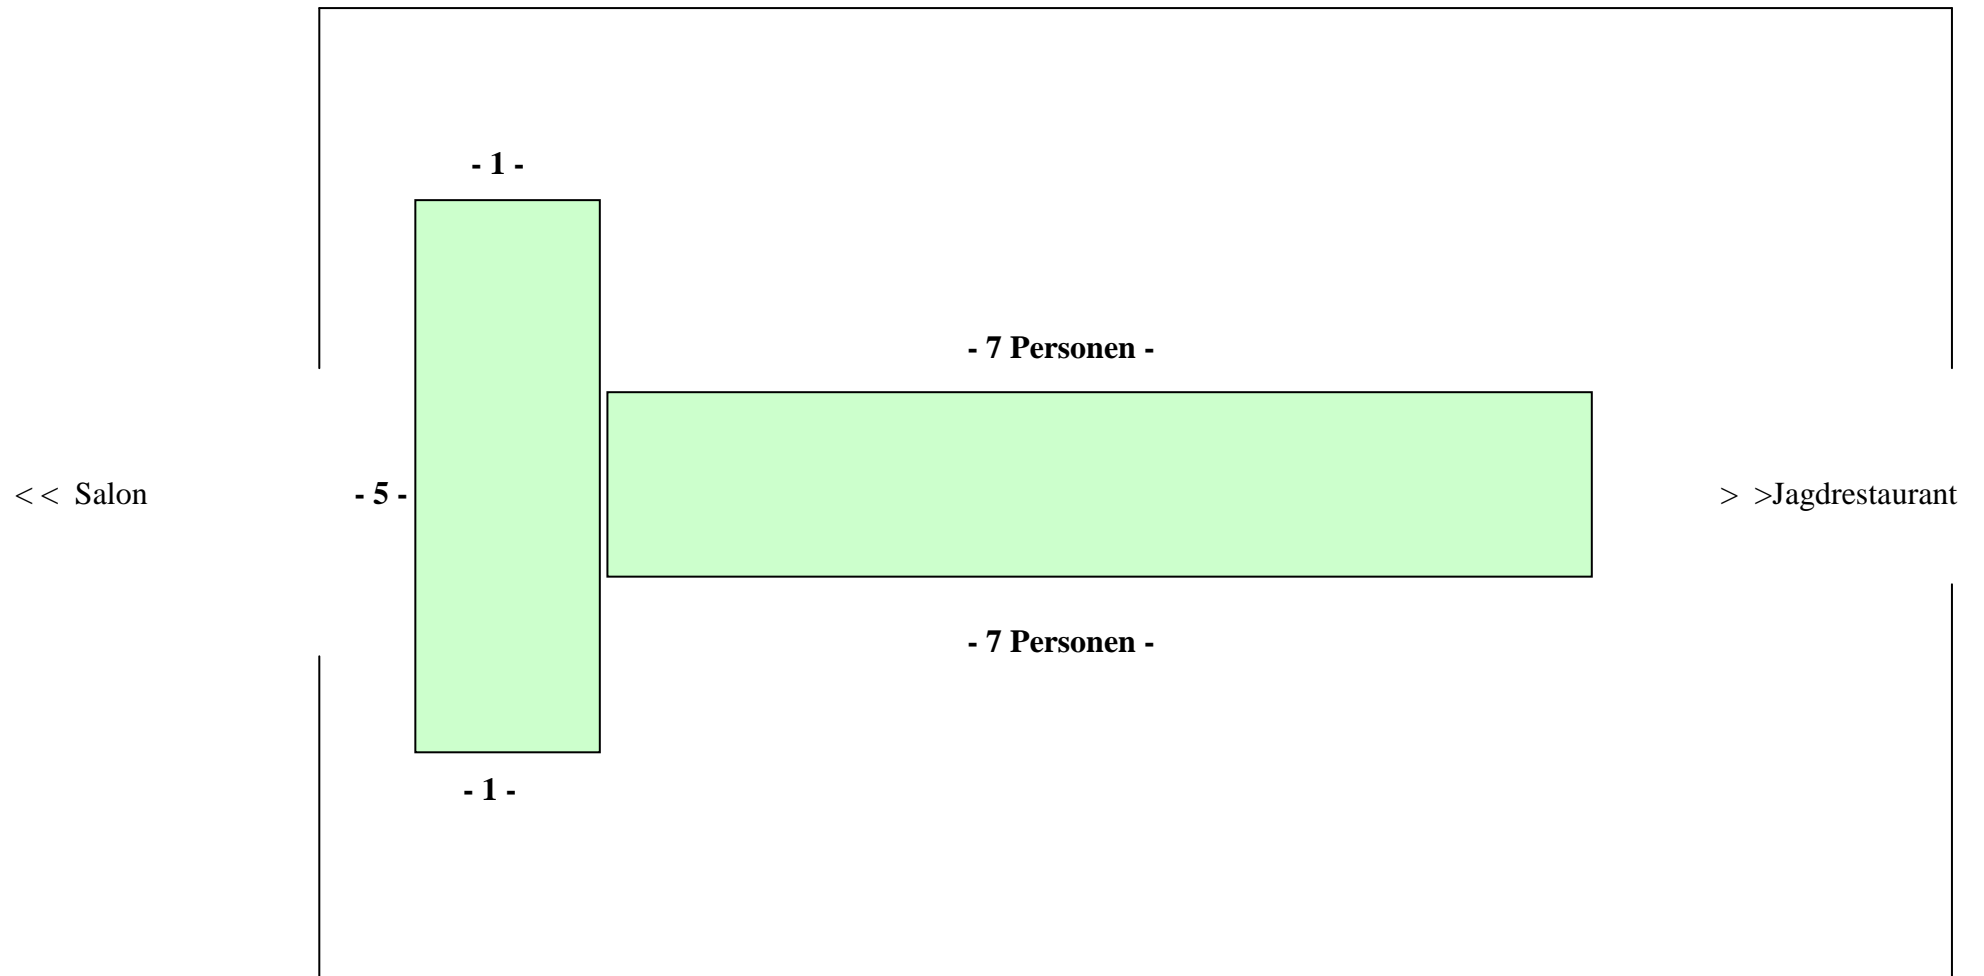 - 1 -
- 7 Personen -
< <  Salon
- 5 -
>  >Jagdrestaurant
- 7 Personen -
- 1 -